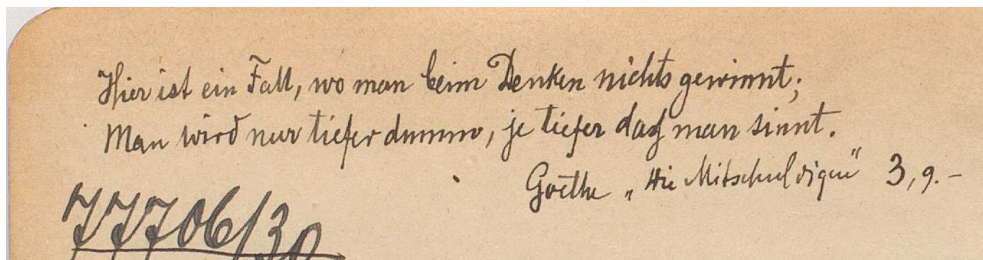 Hier ist ein Fall, wo man beim Denken nichts gewinnt;
Man wird nur tiefer dumm, je tiefer daß man sinnt.
Goethe „Die Mitschuldigen" 3, 9. -
77706/30